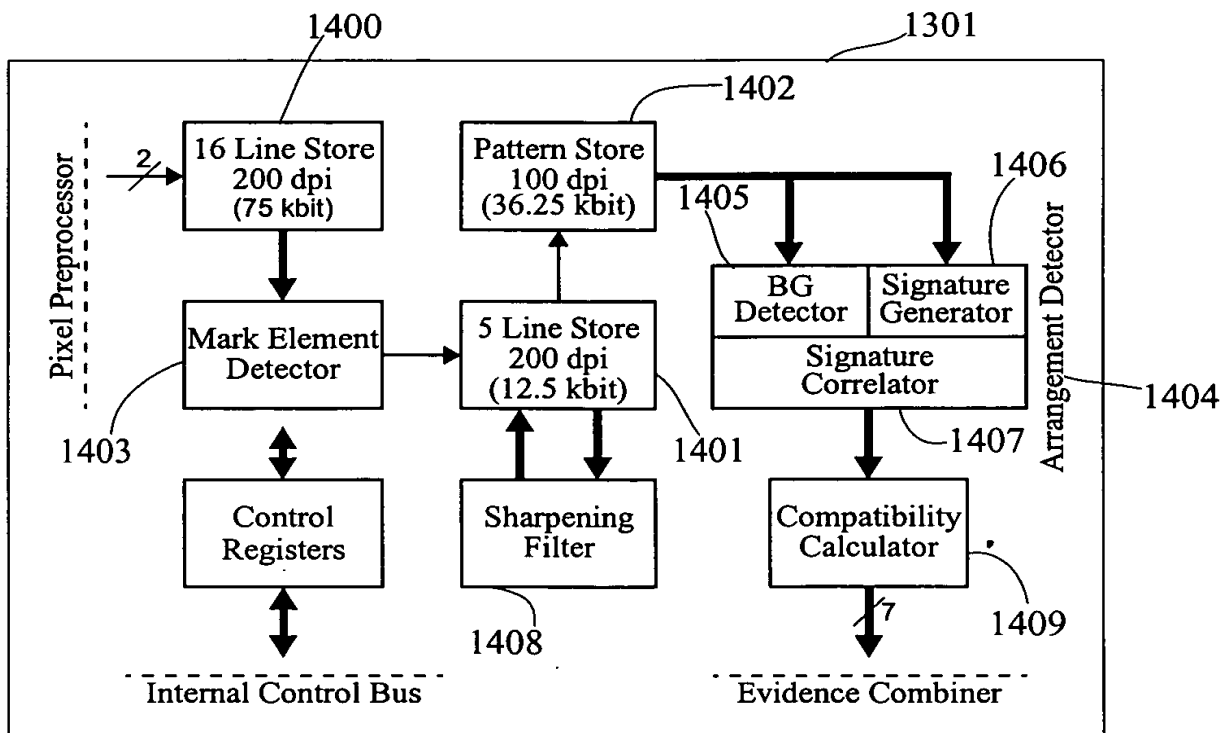 1400
1301
1402
16 Line Store
200 dpi
(75 kbit)
Pattern Store
100 dpi
(36.25 kbit)
2
1405
1406
Pixel Preprocessor
Mark Element
Detector
5 Line Store
200 dpi
(12.5 kbit)
BG
Detector
Signature
Generator
Signature
Correlator
Arrangement Detector
1404
1403
1401
1407
Control
Registers
Sharpening
Filter
Compatibility
Calculator
1408
7
1409
Internal Control Bus
Evidence Combiner